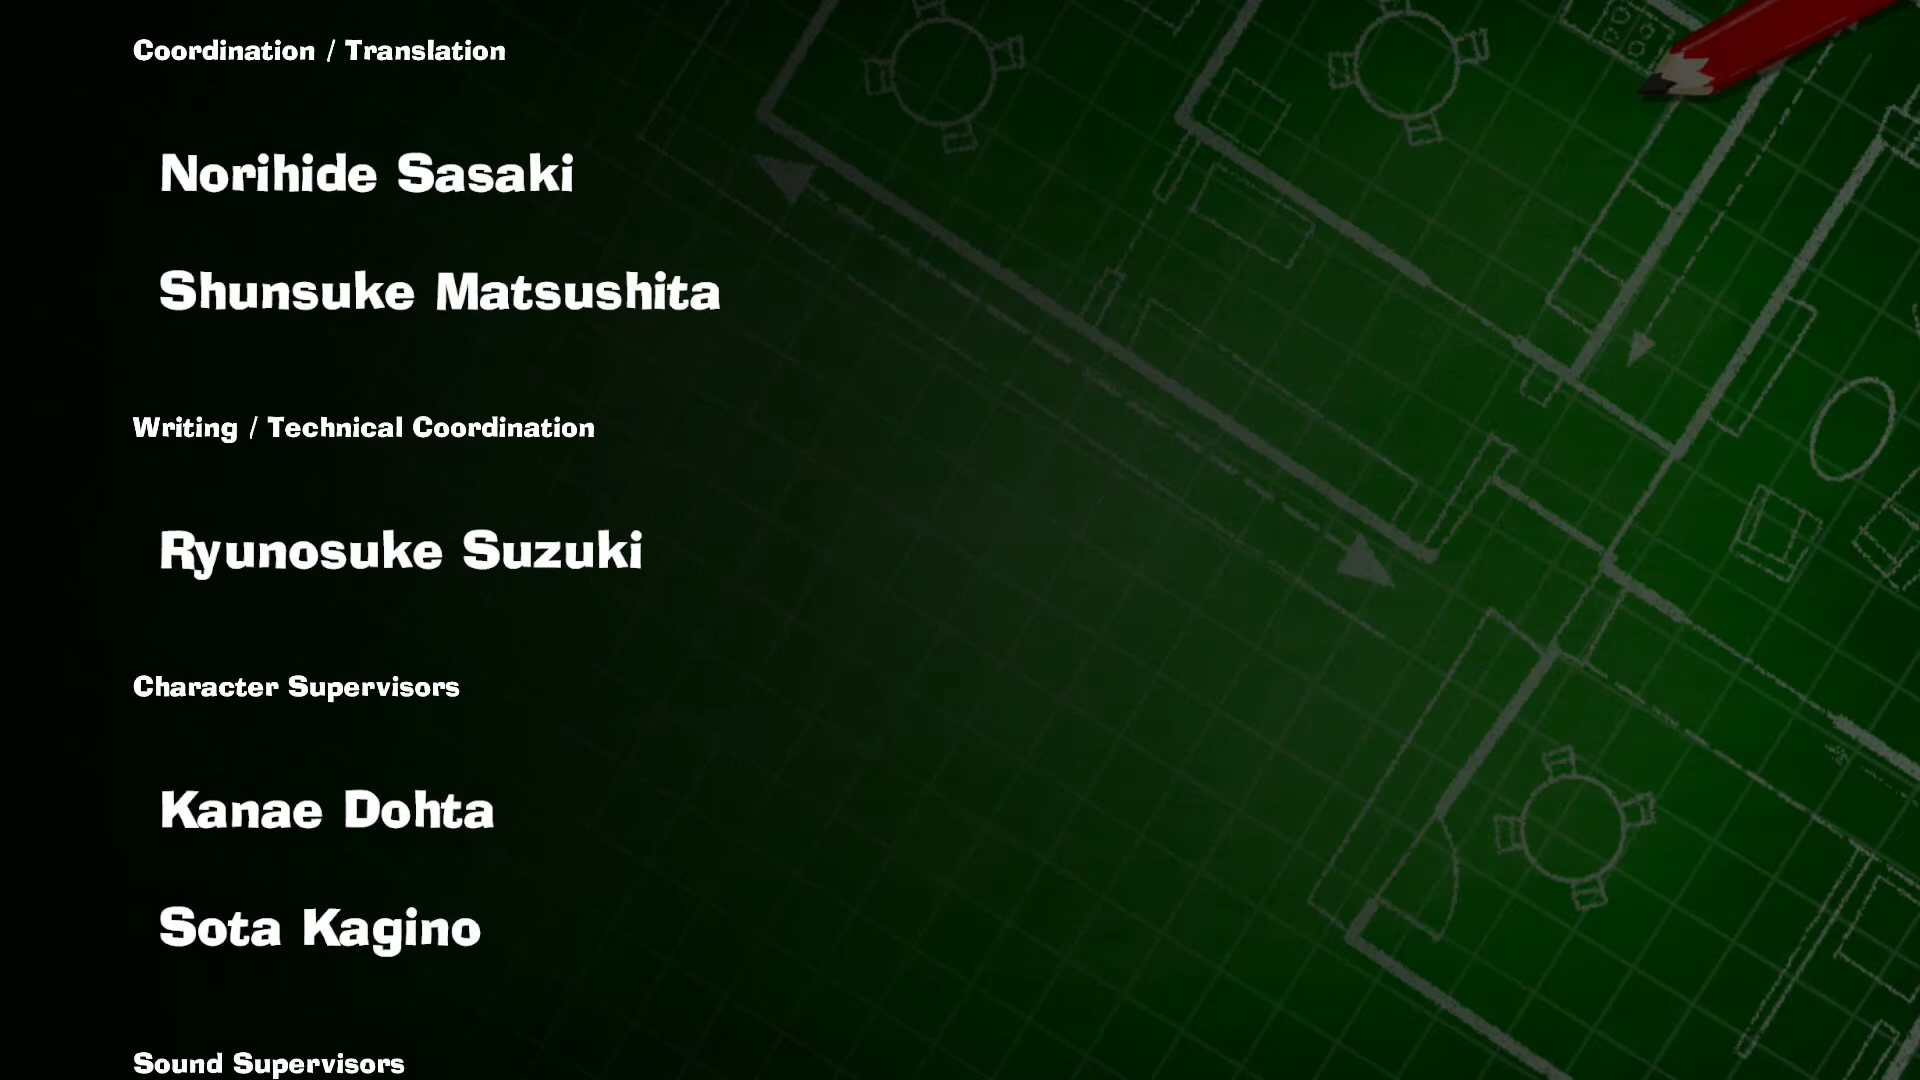 Coordination / Translation
Norihide Sasaki
Shunsuke Matsushita
Writing / Technical Coordination
Ryunosuke Suzuki
Character Supervisors
Kanae Dohta
Sota Kagino
Sound Supervisors